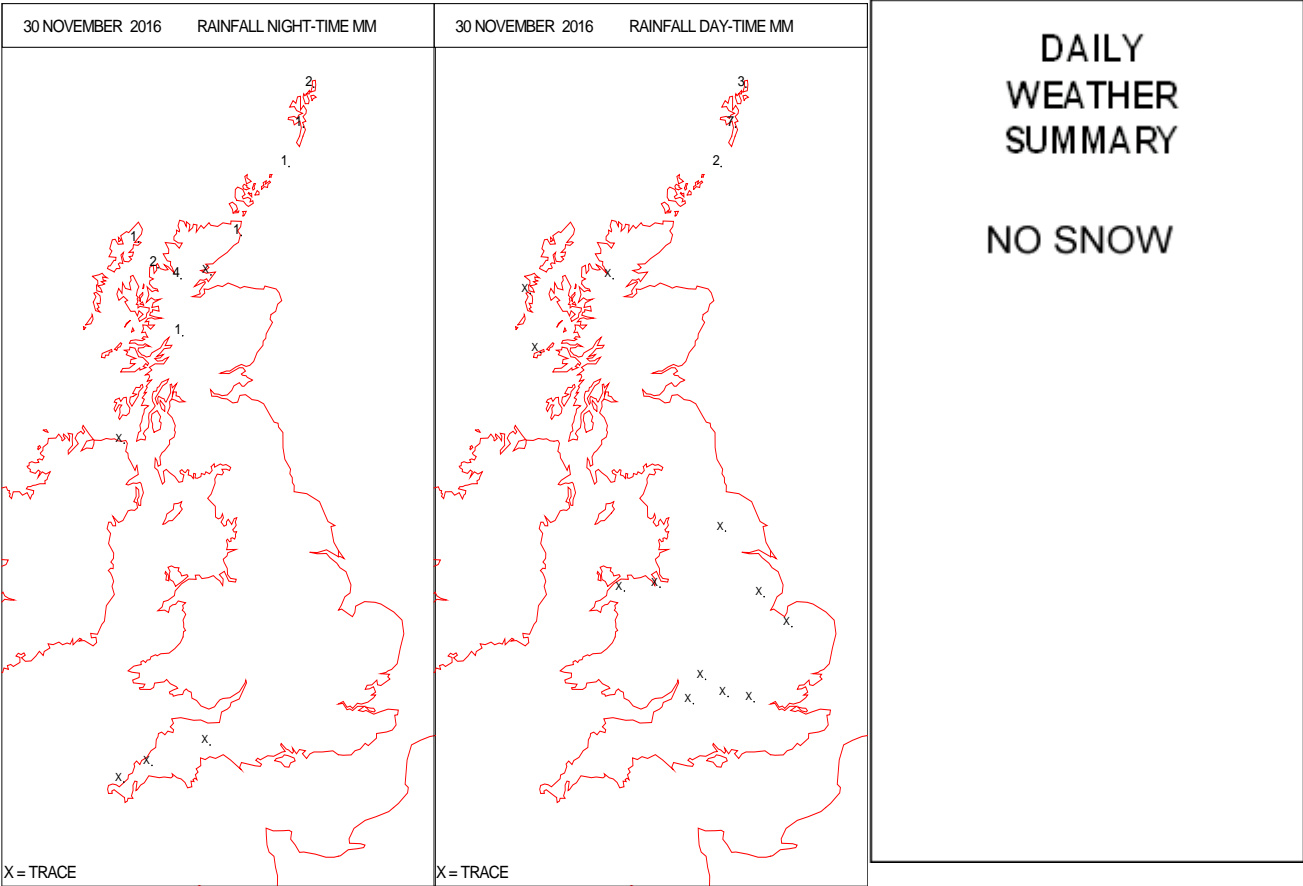 30 NOVEMBER 2016 RAINFALL NIGHT-TIME MM
2
1
1.
1
1
2
4.
x.
1.
x.
x.
x.
x.
X = TRACE
30 NOVEMBER 2016 RAINFALL DAY-TIME MM
3
7.
2.
x.
x
x
x.
x.
x.
x.
x.
x.
x.
x.
x.
X = TRACE
DAILY
WEATHER
SUMMARY
NO SNOW